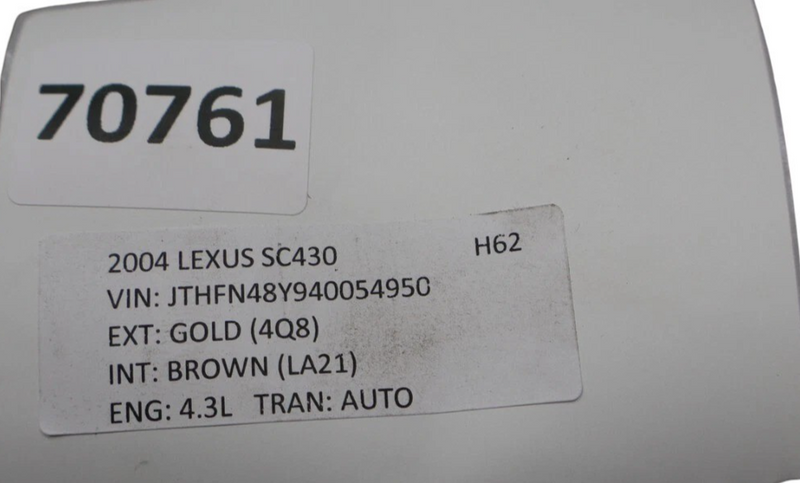 70761
2004 LEXUS SC430 H62
VIN: JTHFN48Y940054950
EXT: GOLD (4Q8)
INT: BROWN (LA21)
ENG: 4.3L TRAN: AUTO